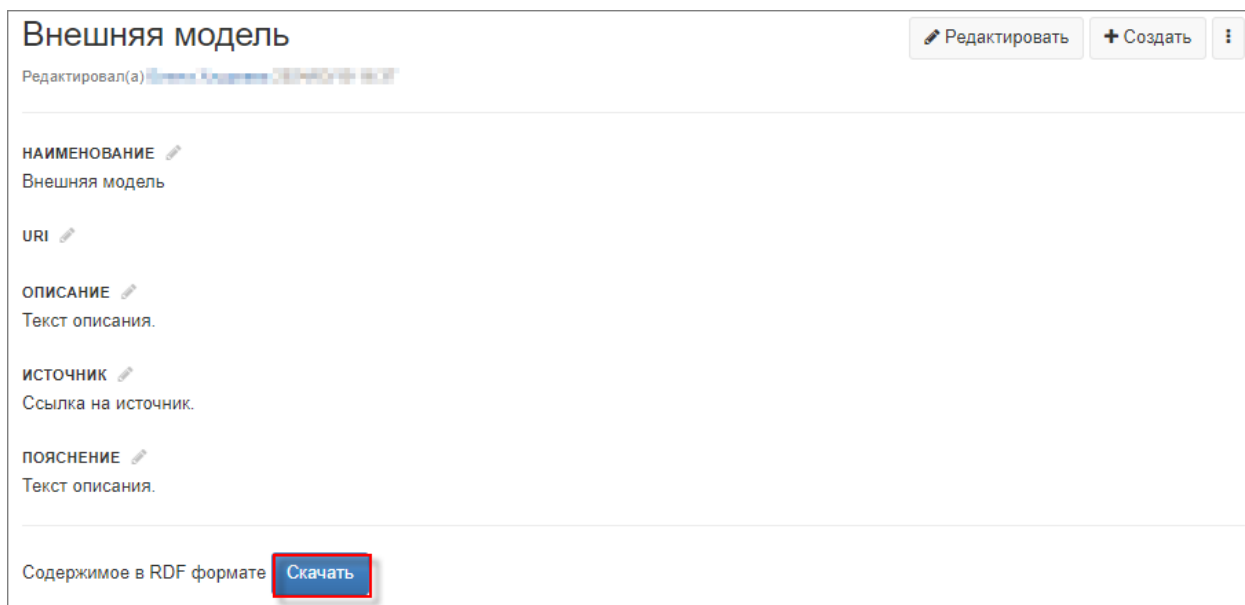 Внешняя модель
Редактировать
Создать
Редактировал(а)
НАИМЕНОВАНИЕ
Внешняя модель
URI
ОПИСАНИЕ
Текст описания.
ИСТОЧНИК
Ссылка на источник.
ПОЯСНЕНИЕ
Текст описания.
Содержимое в RDF формате Скачать